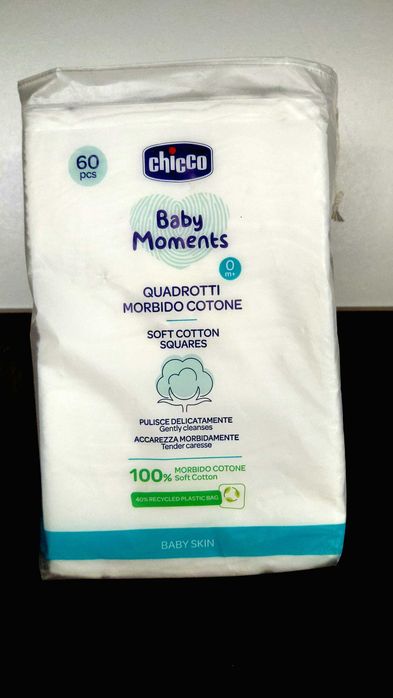 60
pcs
chicco
Baby
Moments
0
m+
QUADROTTI
MORBIDO COTONE
SOFT COTTON
SQUARES
PULISCE DELICATAMENTE
Gently cleanses
ACCAREZZA MORBIDAMENTE
Tender caresse
100% MORBIDO COTONE
Soft Cotton
40% RECYCLED PLASTIC BAG
BABY SKIN